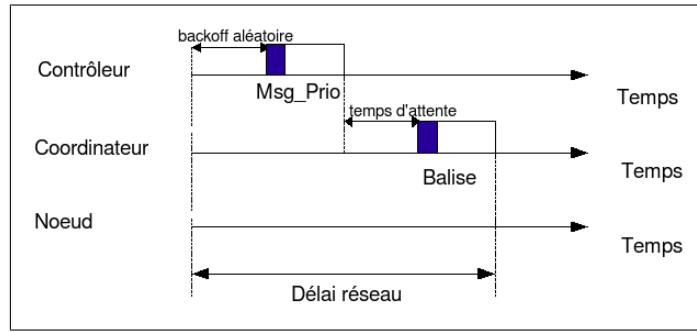 backoff aléatoire
Contrôleur
Msg_Prio
Temps
temps d'attente
Coordinateur
Balise
Temps
Noeud
Temps
Délai réseau